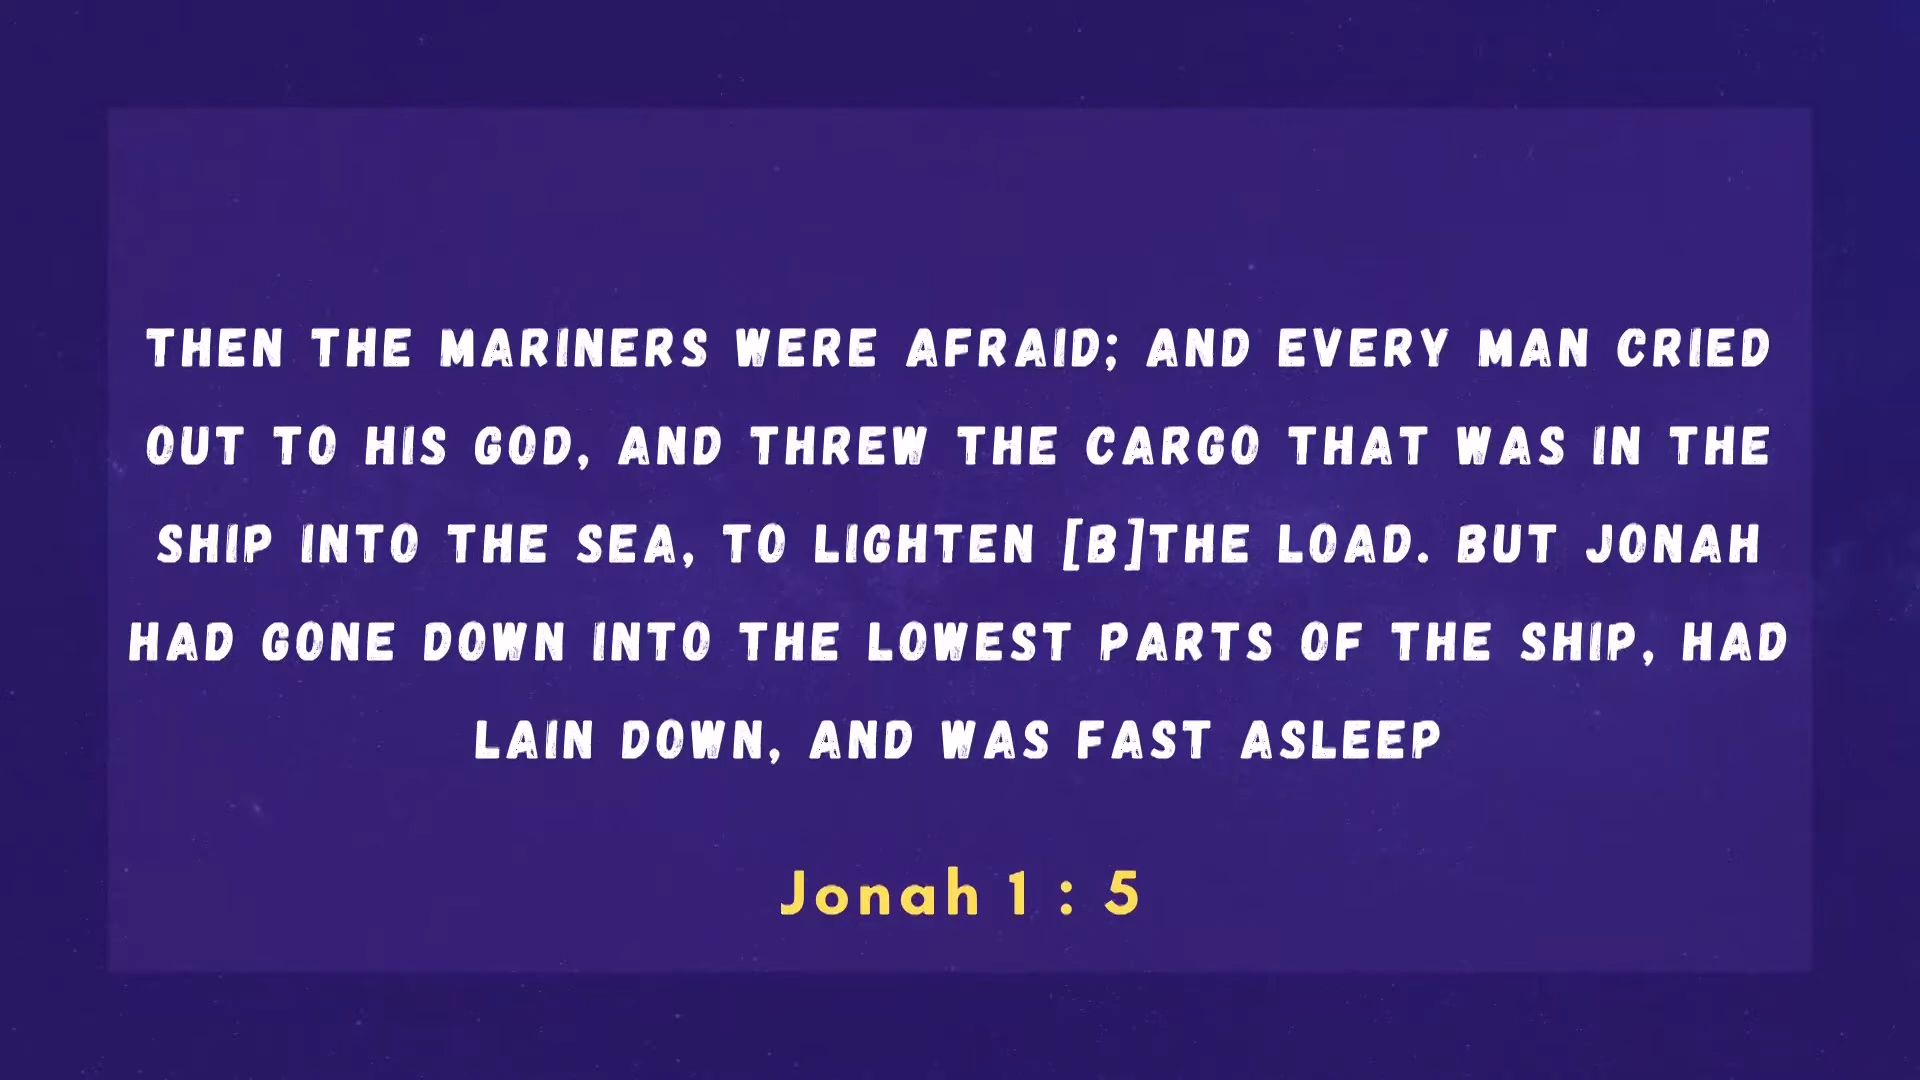 THEN THE MARINERS WERE AFRAID; AND EVERY MAN CRIED
OUT TO HIS GOD, AND THREW THE CARGO THAT WAS IN THE
SHIP INTO THE SEA, TO LIGHTEN [B]THE LOAD. BUT JONAH
HAD GONE DOWN INTO THE LOWEST PARTS OF THE SHIP, HAD
LAIN DOWN, AND WAS FAST ASLEEP
Jonah 1 : 5